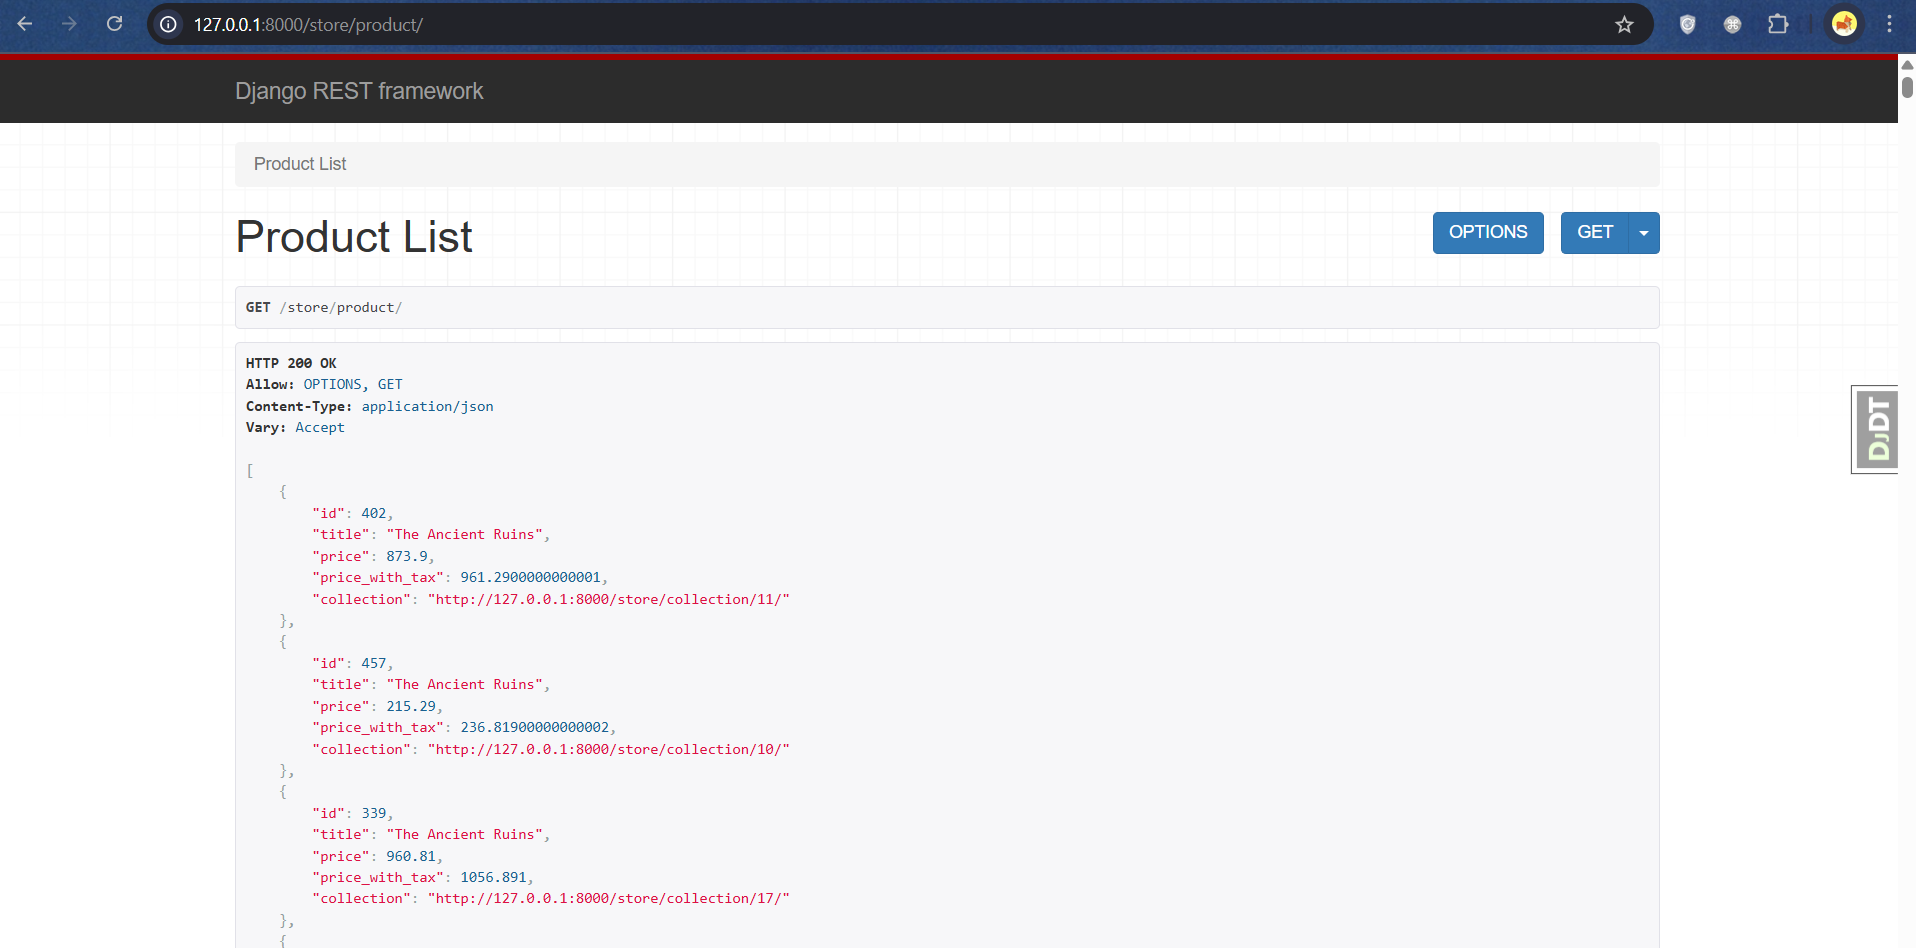 127.0.0.1:8000/store/product/
Django REST framework
Product List
Product List
OPTIONS
GET
GET /store/product/
HTTP 200 OK
Allow: OPTIONS, GET
Content-Type: application/json
Vary: Accept
[
    {
        "id": 402,
        "title": "The Ancient Ruins",
        "price": 873.9,
        "price_with_tax": 961.2900000000001,
        "collection": "http://127.0.0.1:8000/store/collection/11/"
    },
    {
        "id": 457,
        "title": "The Ancient Ruins",
        "price": 215.29,
        "price_with_tax": 236.81900000000002,
        "collection": "http://127.0.0.1:8000/store/collection/10/"
    },
    {
        "id": 339,
        "title": "The Ancient Ruins",
        "price": 960.81,
        "price_with_tax": 1056.891,
        "collection": "http://127.0.0.1:8000/store/collection/17/"
    },
    {
DJDT